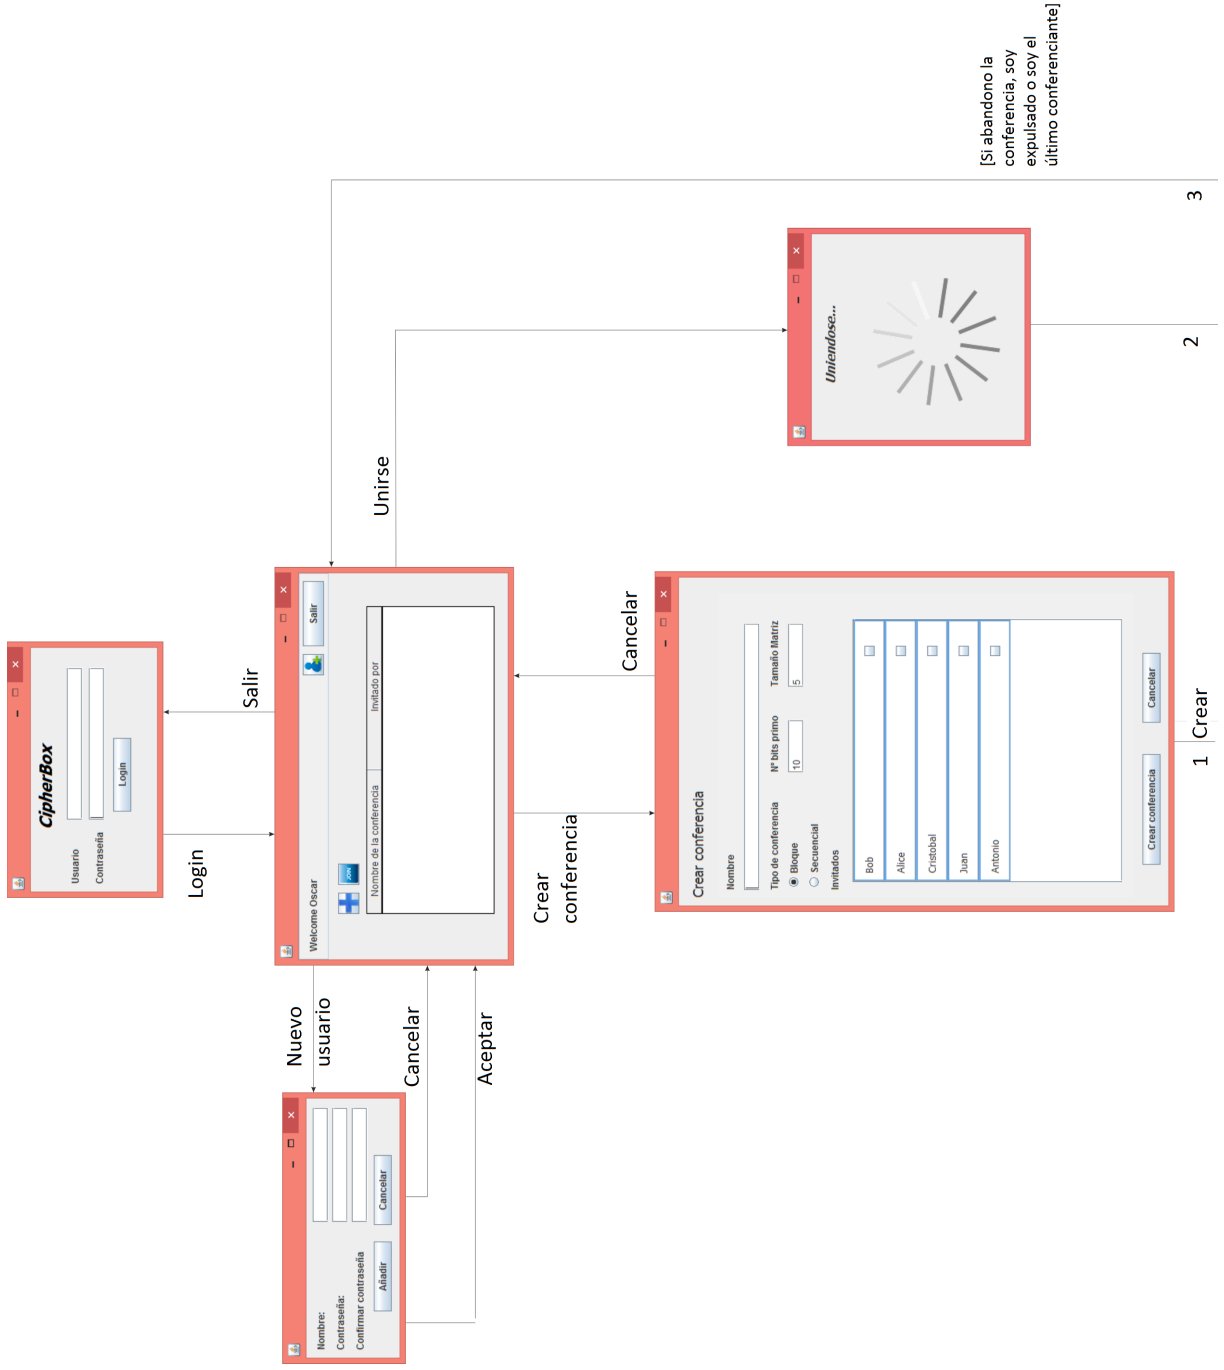 CipherBox
Usuario
Contraseña
Login
Login
Salir
Nuevo
usuario
Nombre:
Contraseña:
Confirmar contraseña
Añadir
Cancelar
Cancelar
Aceptar
Welcome Oscar
Salir
JOIN
Nombre de la conferencia
Invitado por
Unirse
Crear
conferencia
Cancelar
Crear conferencia
Nombre
Tipo de conferencia
Nº bits primo
Tamaño Matriz
Bloque
10
5
Secuencial
Invitados
Bob
Alice
Cristobal
Juan
Antonio
Crear conferencia
Cancelar
Uniendose...
[Si abandono la
conferencia, soy
expulsado o soy el
último conferenciante]
1
Crear
2
3